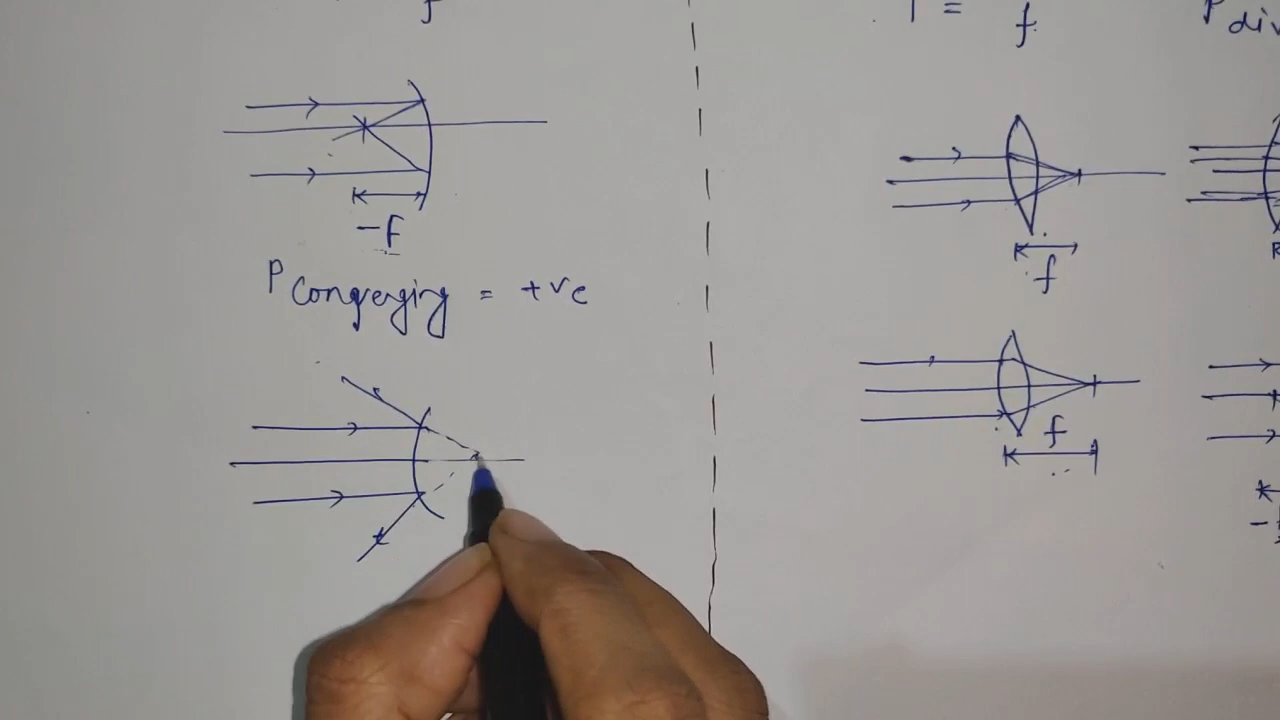 f
-f
P Converging = +ve
P = f
f
f
P div